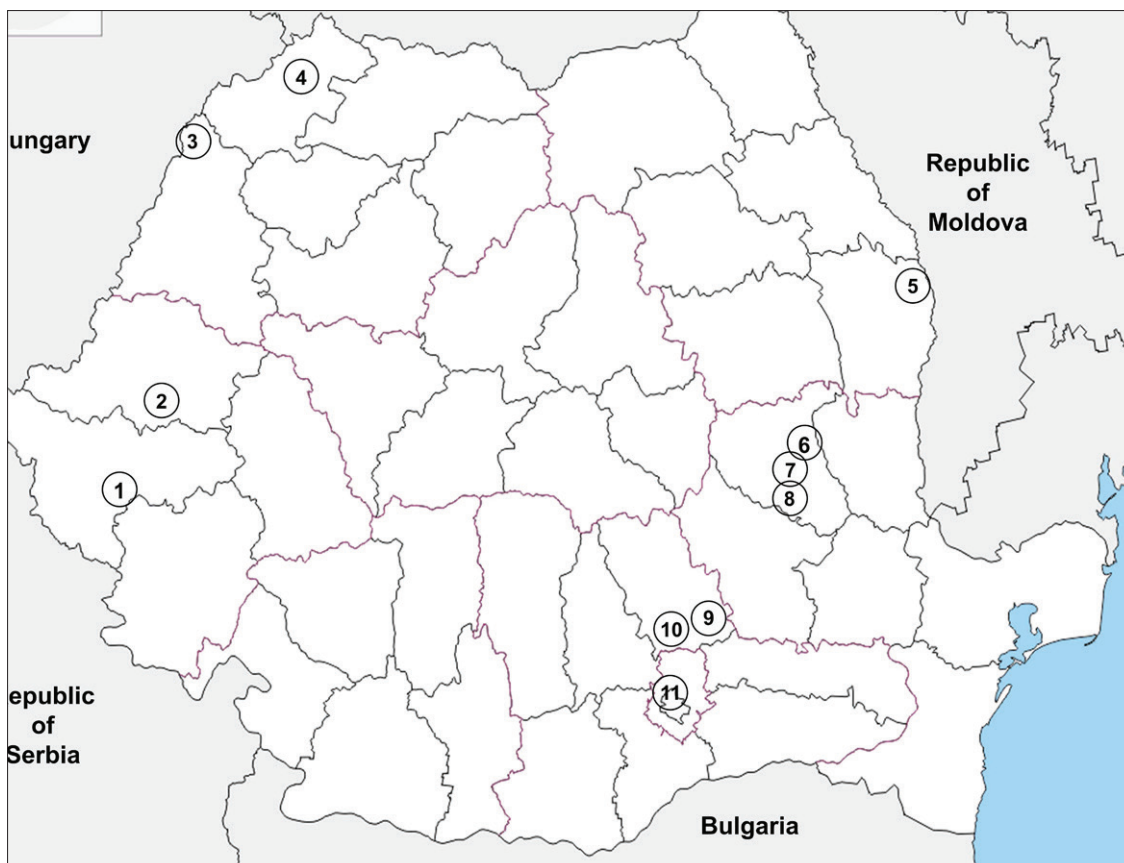 4
3
ungary
Republic
of
Moldova
5
2
6
7
1
8
9
10
11
epublic
of
Serbia
Bulgaria